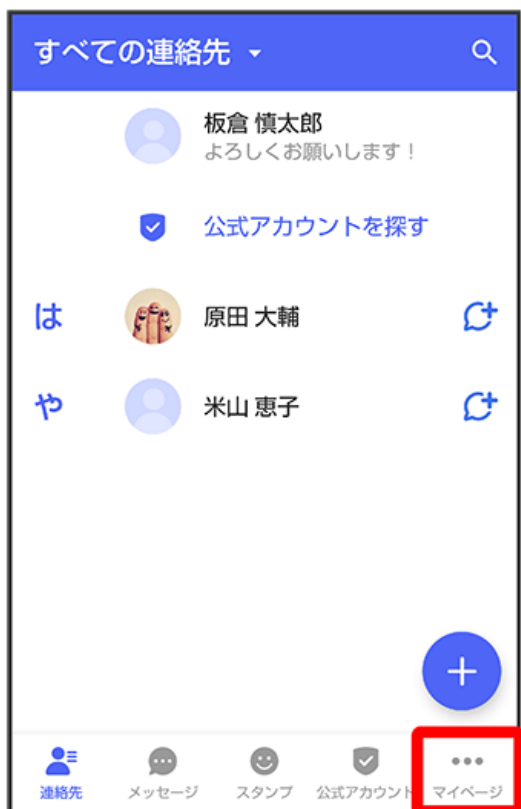 すべての連絡先
板倉 慎太郎
よろしくお願いします！
公式アカウントを探す
は
原田 大輔
や
米山 恵子
連絡先
メッセージ
スタンプ
公式アカウント
マイページ